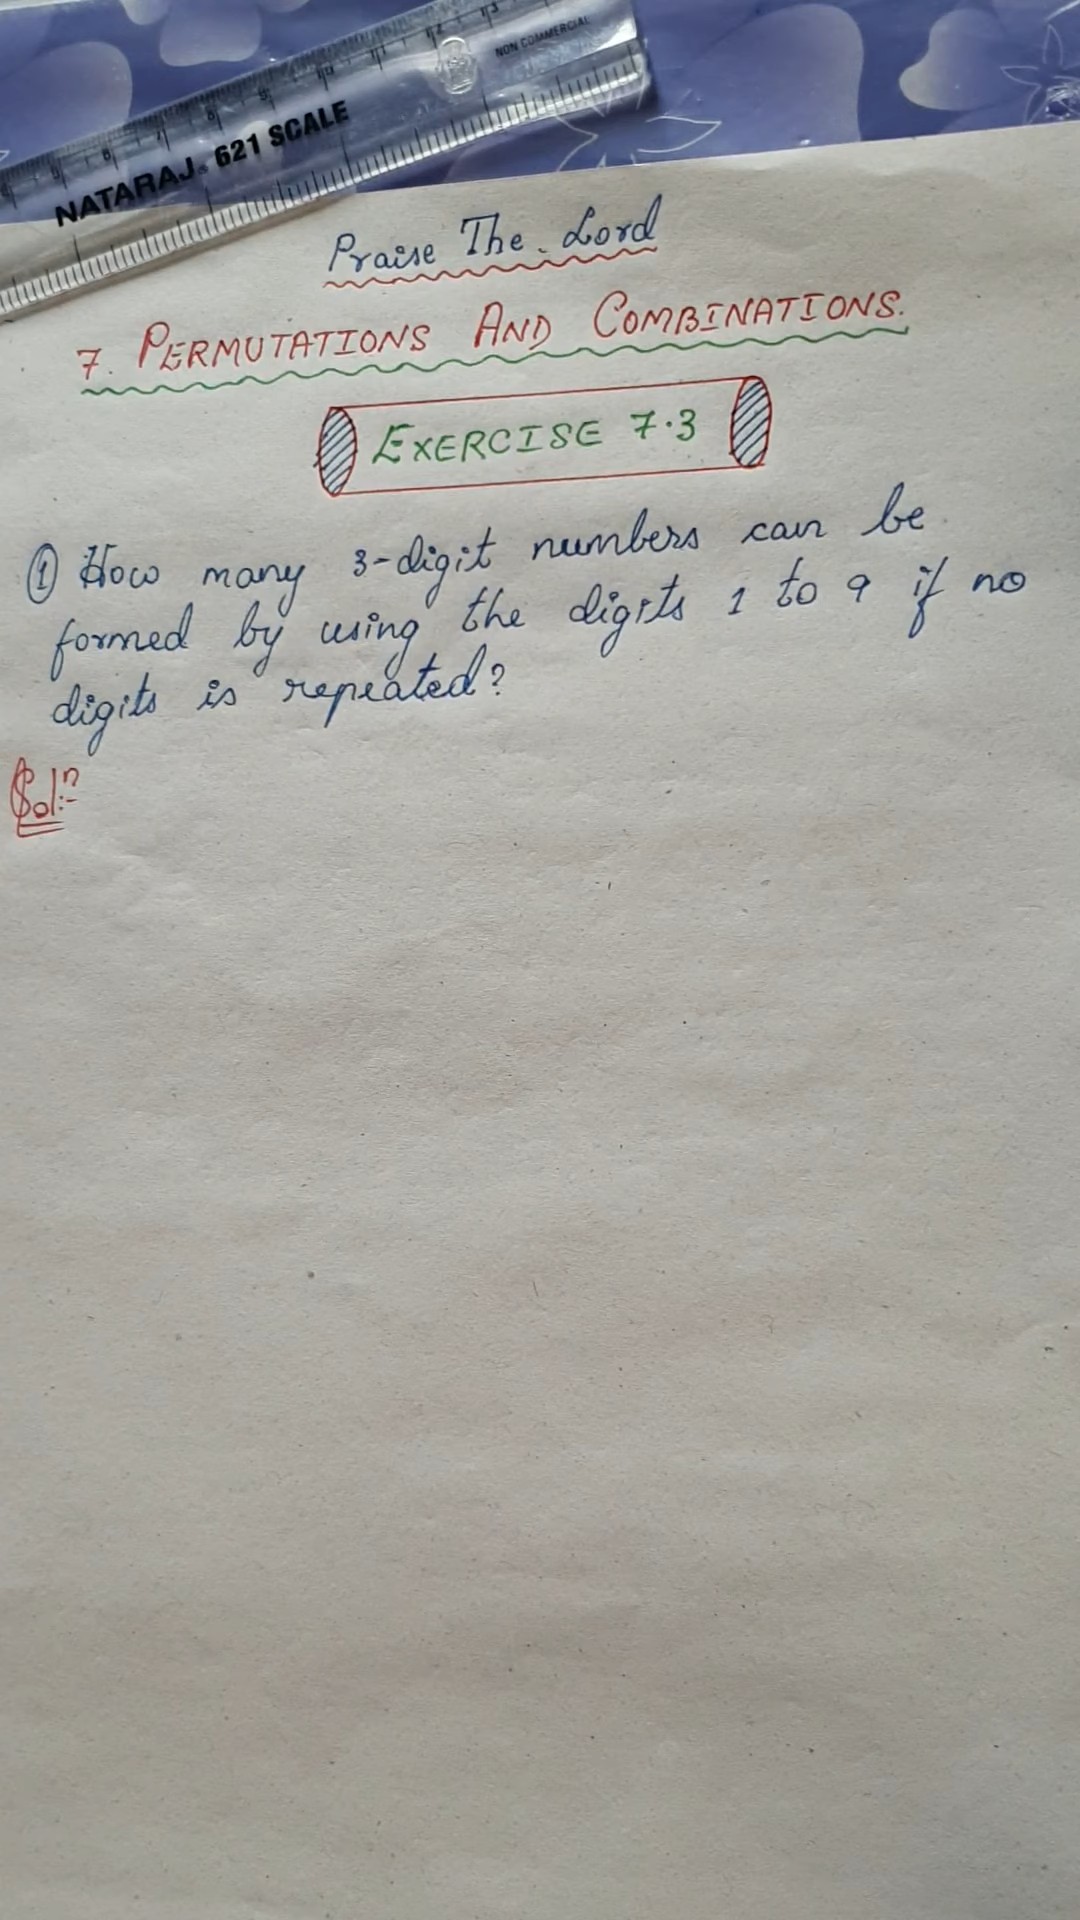 NON COMMERCIAL
NATARAJ 621 SCALE
Praise The Lord
7. PERMUTATIONS AND COMBINATIONS.
EXERCISE 7.3
① How many 3-digit numbers can be
formed by using the digits 1 to 9 if no
digits is repeated?
Sol:-